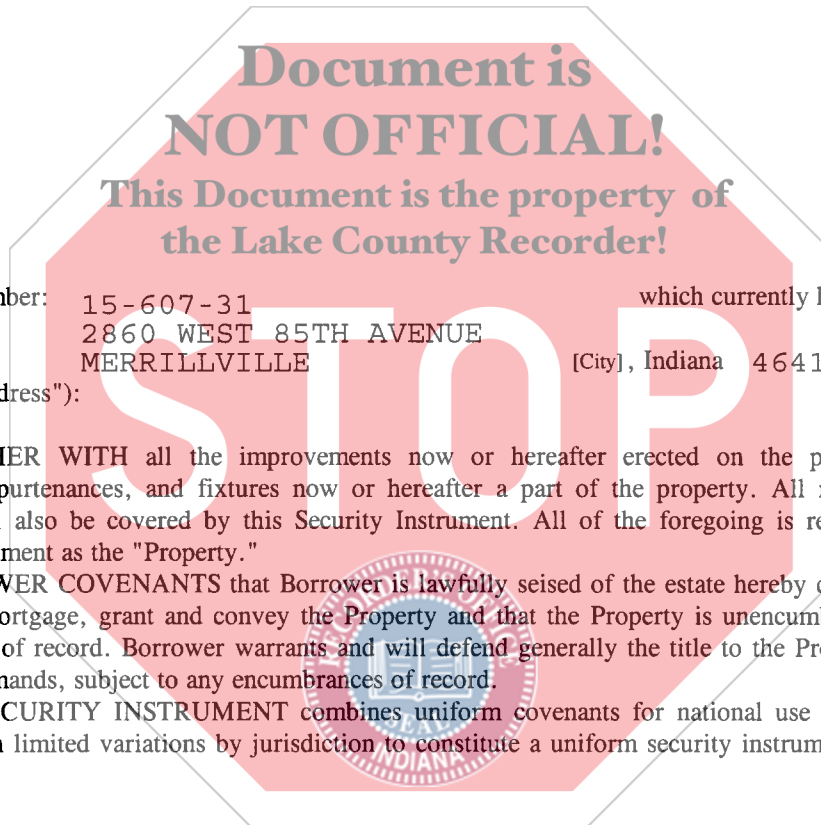 Document is
NOT OFFICIAL!
This Document is the property of
the Lake County Recorder!
STOP
nber: 15-607-31 which currently h
2860 WEST 85TH AVENUE
MERRILLVILLE [City], Indiana 4641
dress"):
IER WITH all the improvements now or hereafter erected on the p
purtenances, and fixtures now or hereafter a part of the property. All
also be covered by this Security Instrument. All of the foregoing is re
ment as the "Property."
WER COVENANTS that Borrower is lawfully seised of the estate hereby c
ortgage, grant and convey the Property and that the Property is unencumb
of record. Borrower warrants and will defend generally the title to the Pro
nands, subject to any encumbrances of record.
CURITY INSTRUMENT combines uniform covenants for national use
limited variations by jurisdiction to constitute a uniform security instrum
SEAL
INDIANA